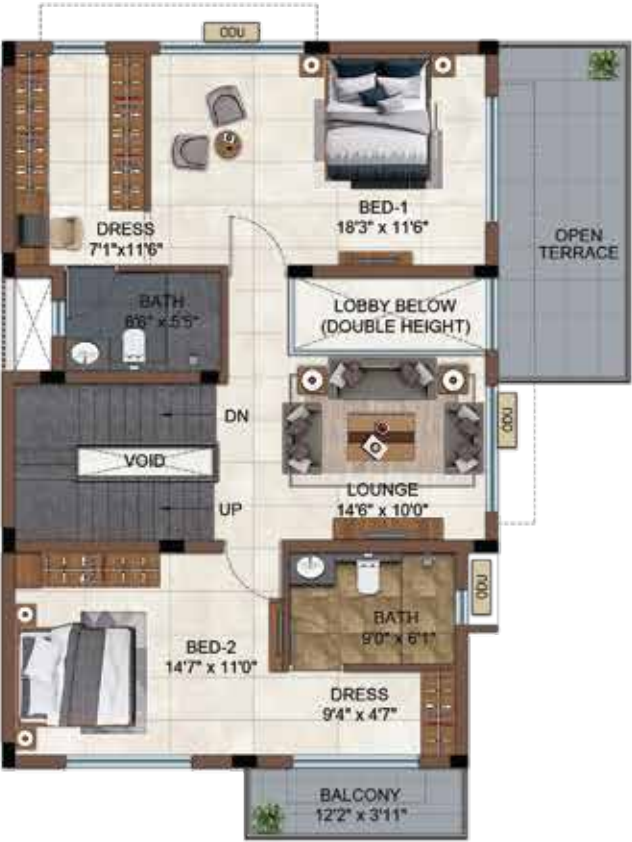 ODU
BED-1
18'3" x 11'6"
DRESS
7'1"x11'6"
OPEN
TERRACE
BATH
6'6" x 5'5"
LOBBY BELOW
(DOUBLE HEIGHT)
DN
ODU
VOID
LOUNGE
14'6" x 10'0"
UP
ODU
BATH
9'0" x 6'1"
BED-2
14'7" x 11'0"
DRESS
9'4" x 4'7"
BALCONY
12'2" x 3'11"